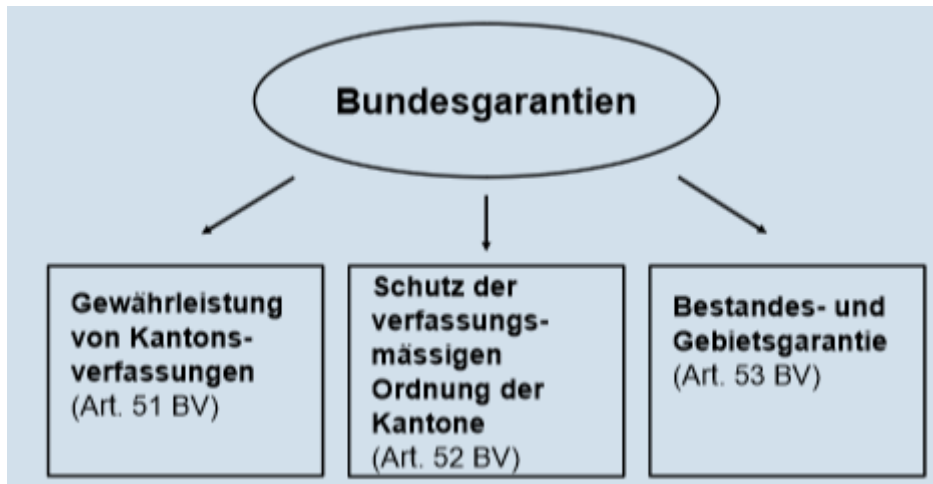 Bundesgarantien
Gewährleistung
von Kantons-
verfassungen
(Art. 51 BV)
Schutz der
verfassungs-
mässigen
Ordnung der
Kantone
(Art. 52 BV)
Bestandes- und
Gebietsgarantie
(Art. 53 BV)